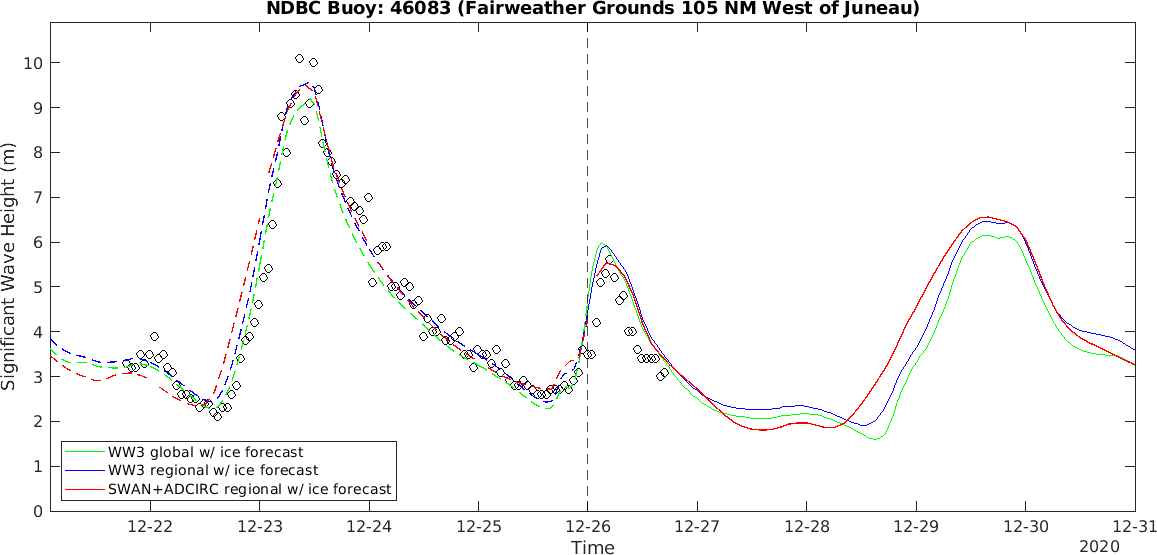 NDBC Buoy: 46083 (Fairweather Grounds 105 NM West of Juneau)
Significant Wave Height (m)
10
9
8
7
6
5
4
3
2
1
0
WW3 global w/ ice forecast
WW3 regional w/ ice forecast
SWAN+ADCIRC regional w/ ice forecast
12-22 12-23 12-24 12-25 12-26 12-27 12-28 12-29 12-30 12-31
Time
2020